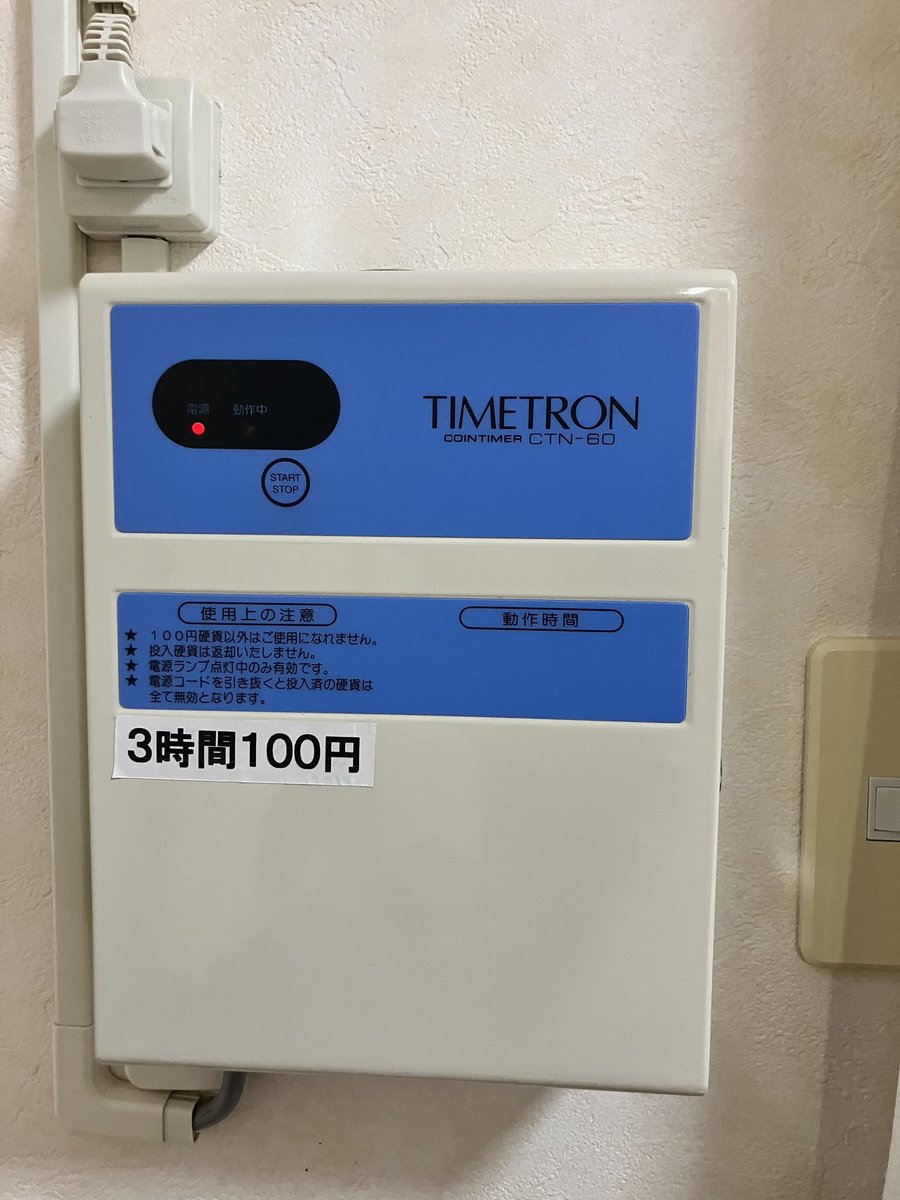 電源 動作中
START
STOP
TIMETRON
COINTIMER CTN-60
使用上の注意
★ 100円硬貨以外はご使用になれません。
★ 投入硬貨は返却いたしません。
★ 電源ランプ点灯中のみ有効です。
★ 電源コードを引き抜くと投入済の硬貨は
全て無効となります。
動作時間
3時間100円